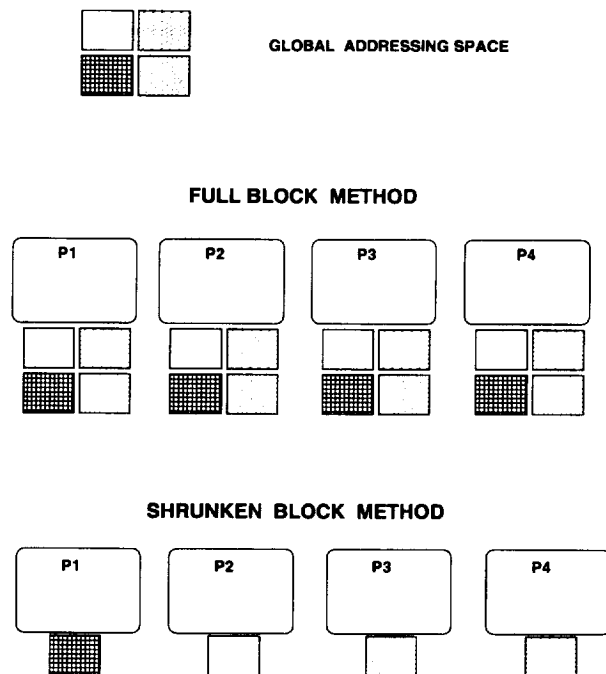 GLOBAL ADDRESSING SPACE
FULL BLOCK METHOD
P1 P2 P3 P4
SHRUNKEN BLOCK METHOD
P1 P2 P3 P4